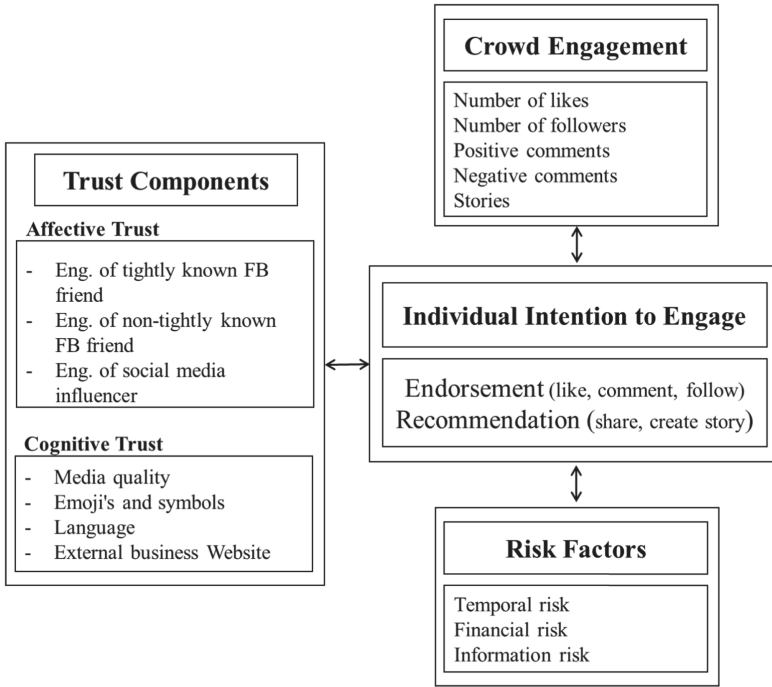 Crowd Engagement
Number of likes
Number of followers
Positive comments
Negative comments
Stories
Trust Components
Affective Trust
- Eng. of tightly known FB
friend
- Eng. of non-tightly known
FB friend
- Eng. of social media
influencer
Cognitive Trust
- Media quality
- Emoji's and symbols
- Language
- External business Website
Individual Intention to Engage
Endorsement (like, comment, follow)
Recommendation (share, create story)
Risk Factors
Temporal risk
Financial risk
Information risk